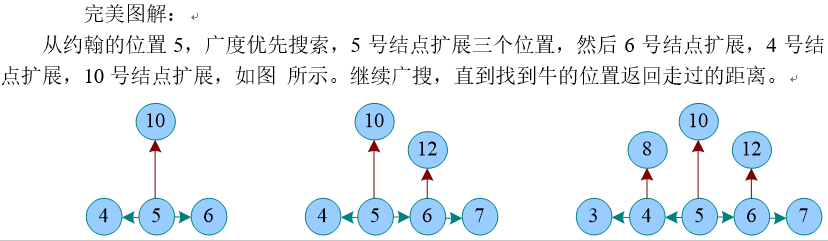 完美图解：
从约翰的位置 5，广度优先搜索，5 号结点扩展三个位置，然后 6 号结点扩展，4 号结
点扩展，10 号结点扩展，如图 所示。继续广搜，直到找到牛的位置返回走过的距离。
10
4 5 6
10
12
4 5 6 7
10
8 12
3 4 5 6 7